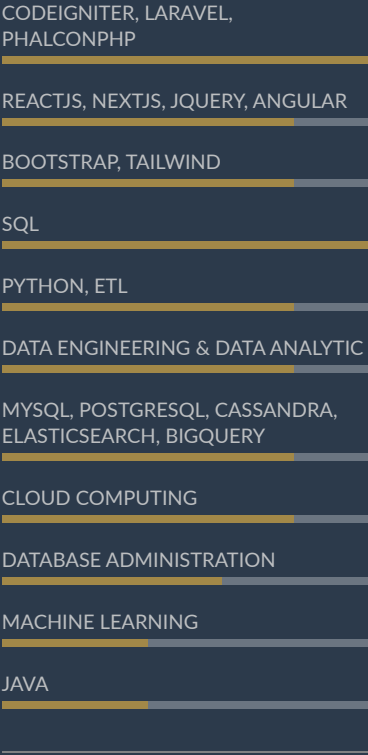 CODEIGNITER, LARAVEL,
PHALCONPHP
REACTJS, NEXTJS, JQUERY, ANGULAR
BOOTSTRAP, TAILWIND
SQL
PYTHON, ETL
DATA ENGINEERING & DATA ANALYTIC
MYSQL, POSTGRESQL, CASSANDRA,
ELASTICSEARCH, BIGQUERY
CLOUD COMPUTING
DATABASE ADMINISTRATION
MACHINE LEARNING
JAVA